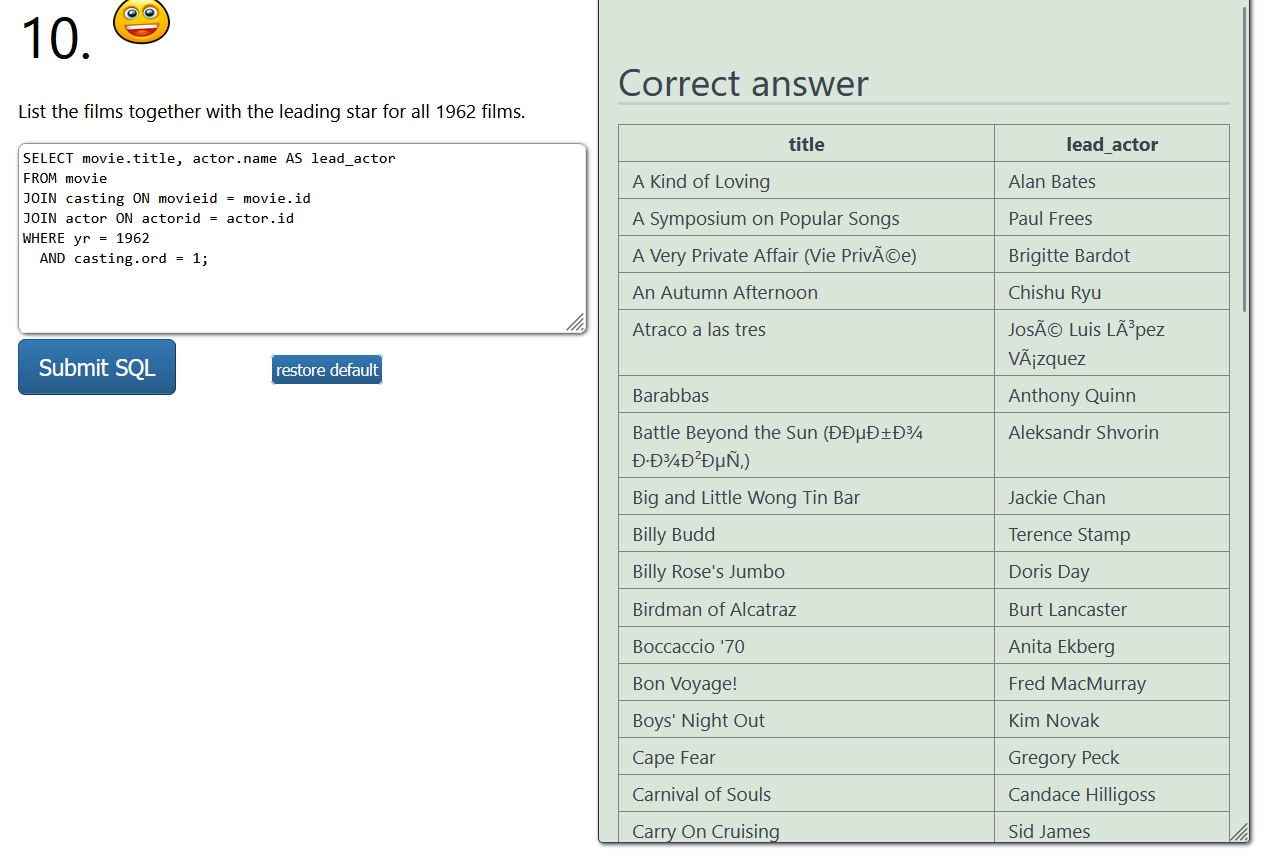 10.
List the films together with the leading star for all 1962 films.
SELECT movie.title, actor.name AS lead_actor
FROM movie
JOIN casting ON movieid = movie.id
JOIN actor ON actorid = actor.id
WHERE yr = 1962
  AND casting.ord = 1;
Submit SQL
restore default
Correct answer
title lead_actor
A Kind of Loving Alan Bates
A Symposium on Popular Songs Paul Frees
A Very Private Affair (Vie PrivÃ©e) Brigitte Bardot
An Autumn Afternoon Chishu Ryu
Atraco a las tres JosÃ© Luis LÃ³pez
VÃ¡zquez
Barabbas Anthony Quinn
Battle Beyond the Sun (ÐÐµÐ±Ð¾ Aleksandr Shvorin
Ð·Ð¾Ð²ÐµÑ‚)
Big and Little Wong Tin Bar Jackie Chan
Billy Budd Terence Stamp
Billy Rose's Jumbo Doris Day
Birdman of Alcatraz Burt Lancaster
Boccaccio '70 Anita Ekberg
Bon Voyage! Fred MacMurray
Boys' Night Out Kim Novak
Cape Fear Gregory Peck
Carnival of Souls Candace Hilligoss
Carry On Cruising Sid James